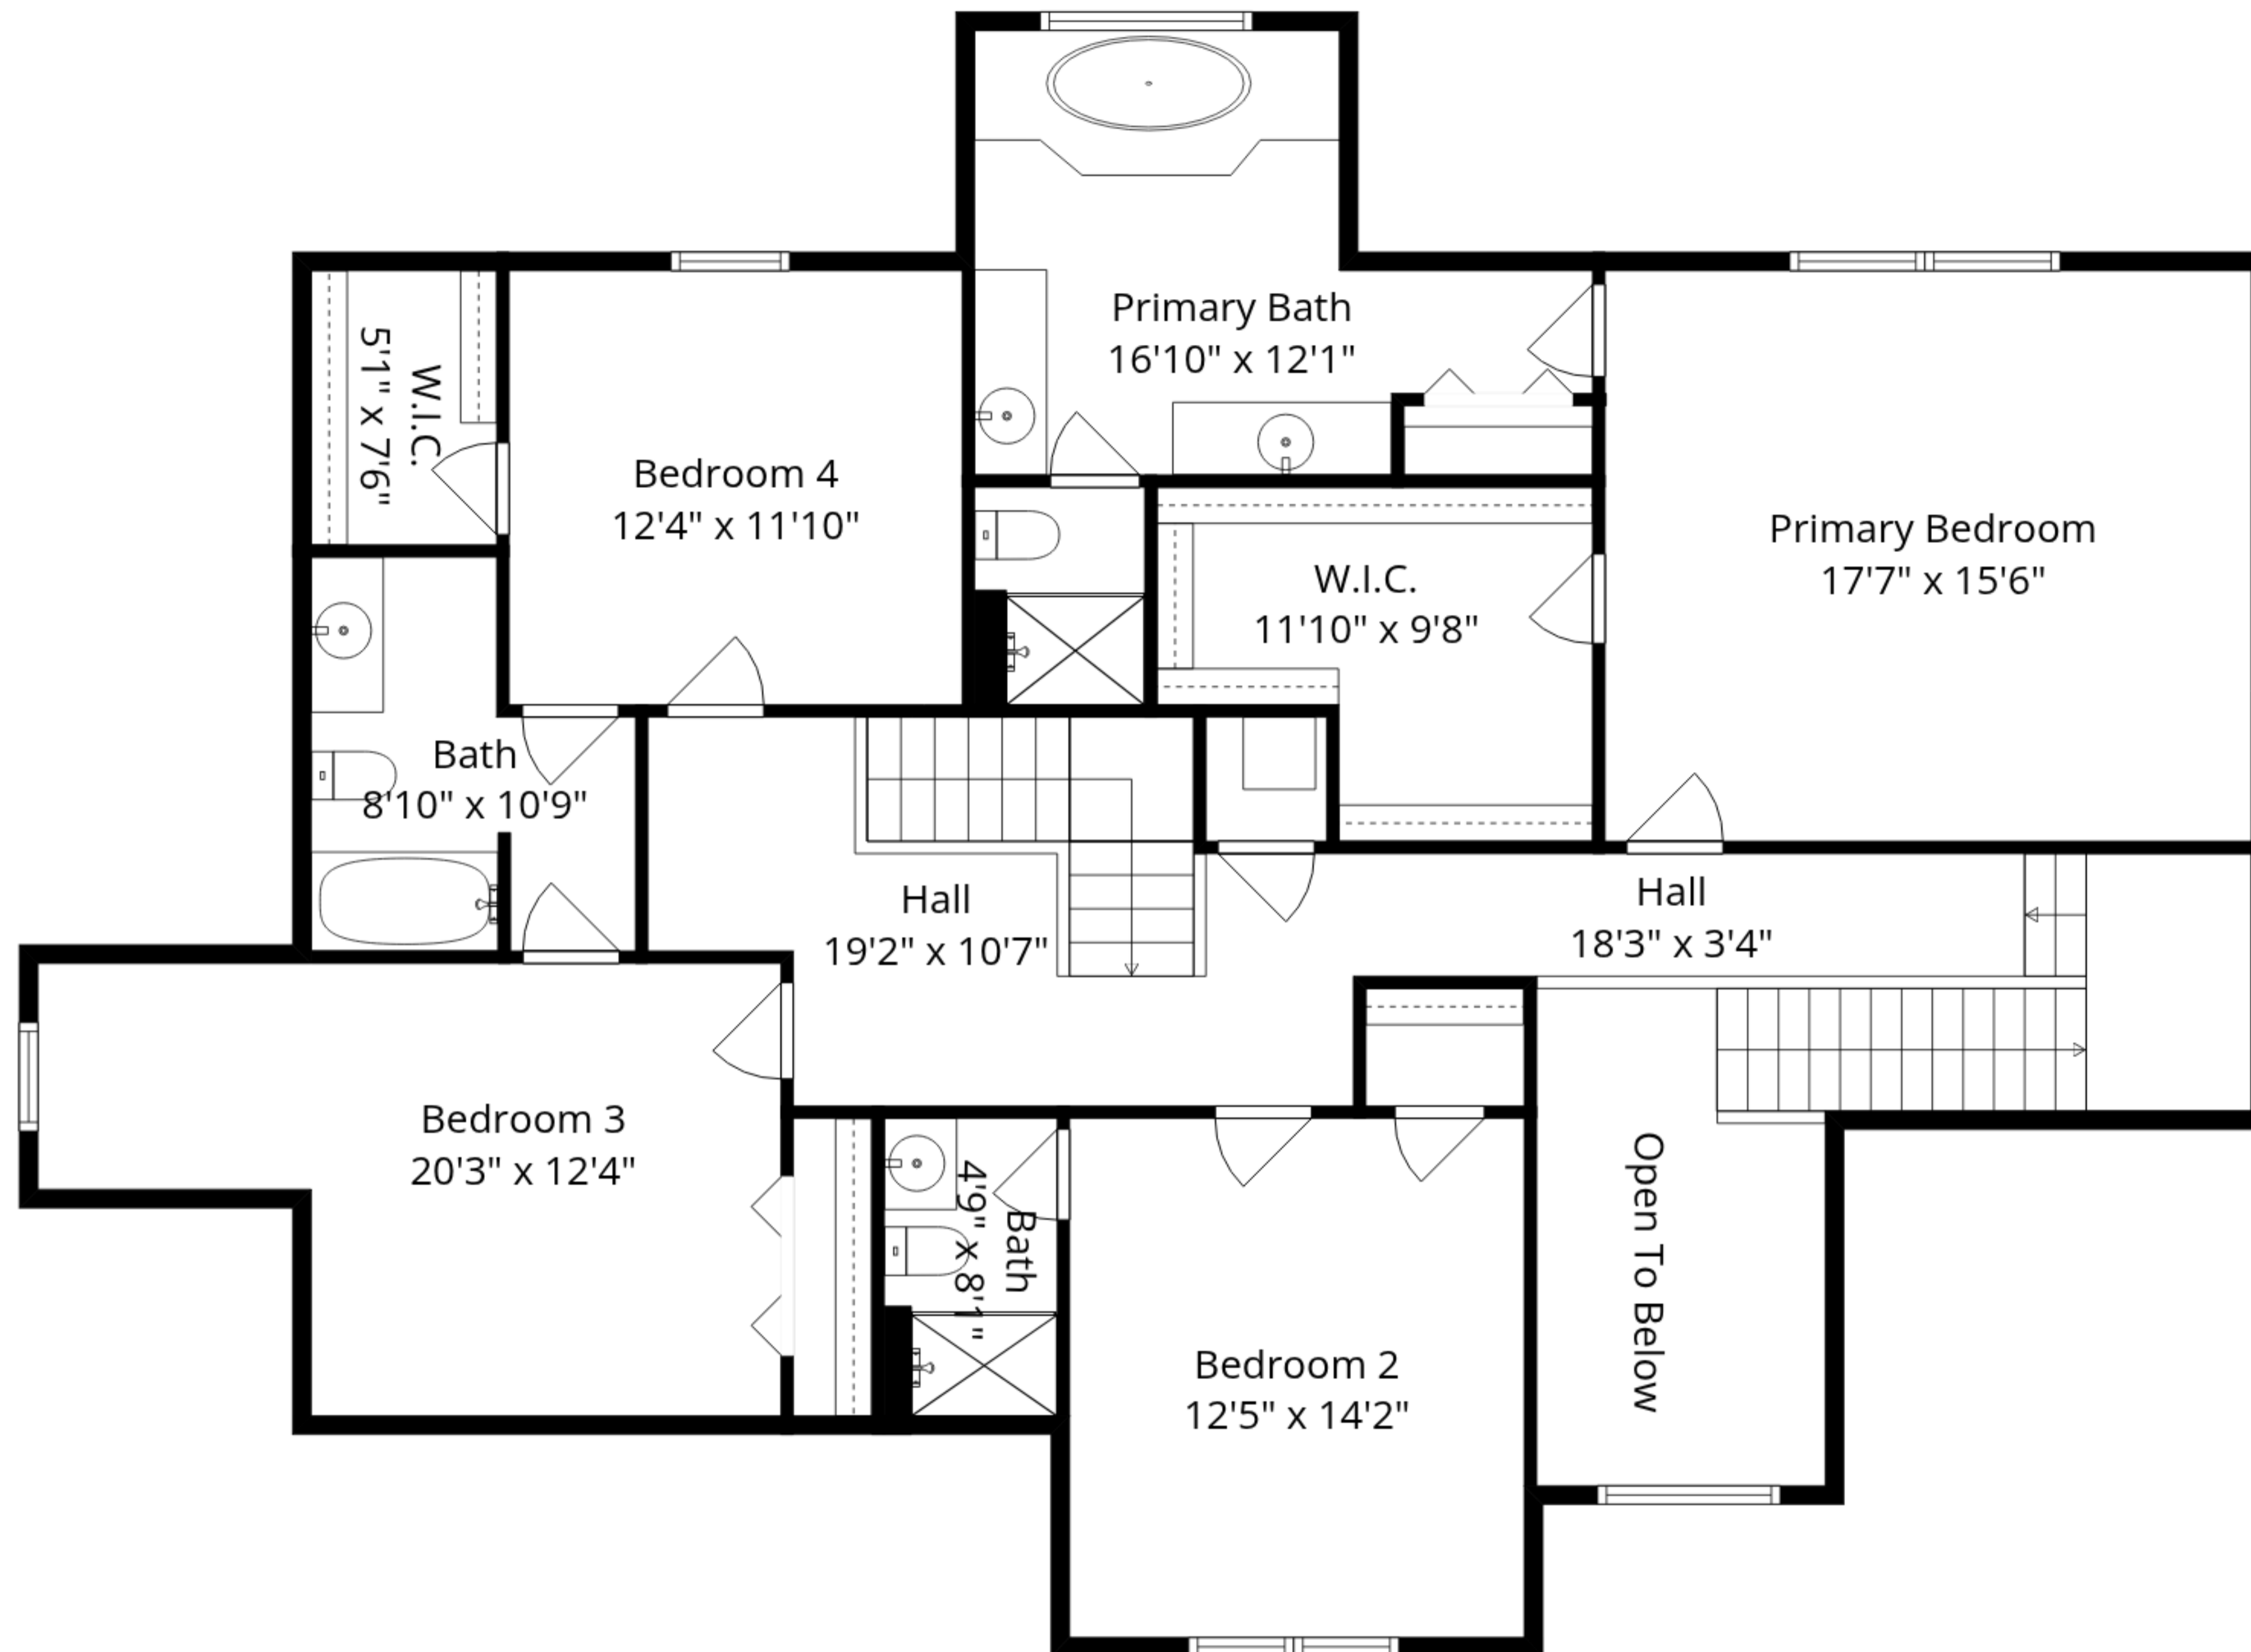 Primary Bath
16'10" x 12'1"
W.I.C.
5'1" x 7'6"
Bedroom 4
12'4" x 11'10"
Primary Bedroom
17'7" x 15'6"
W.I.C.
11'10" x 9'8"
Bath
8'10" x 10'9"
Hall
19'2" x 10'7"
Hall
18'3" x 3'4"
Bedroom 3
20'3" x 12'4"
Bath
4'9" x 8'1"
Open To Below
Bedroom 2
12'5" x 14'2"